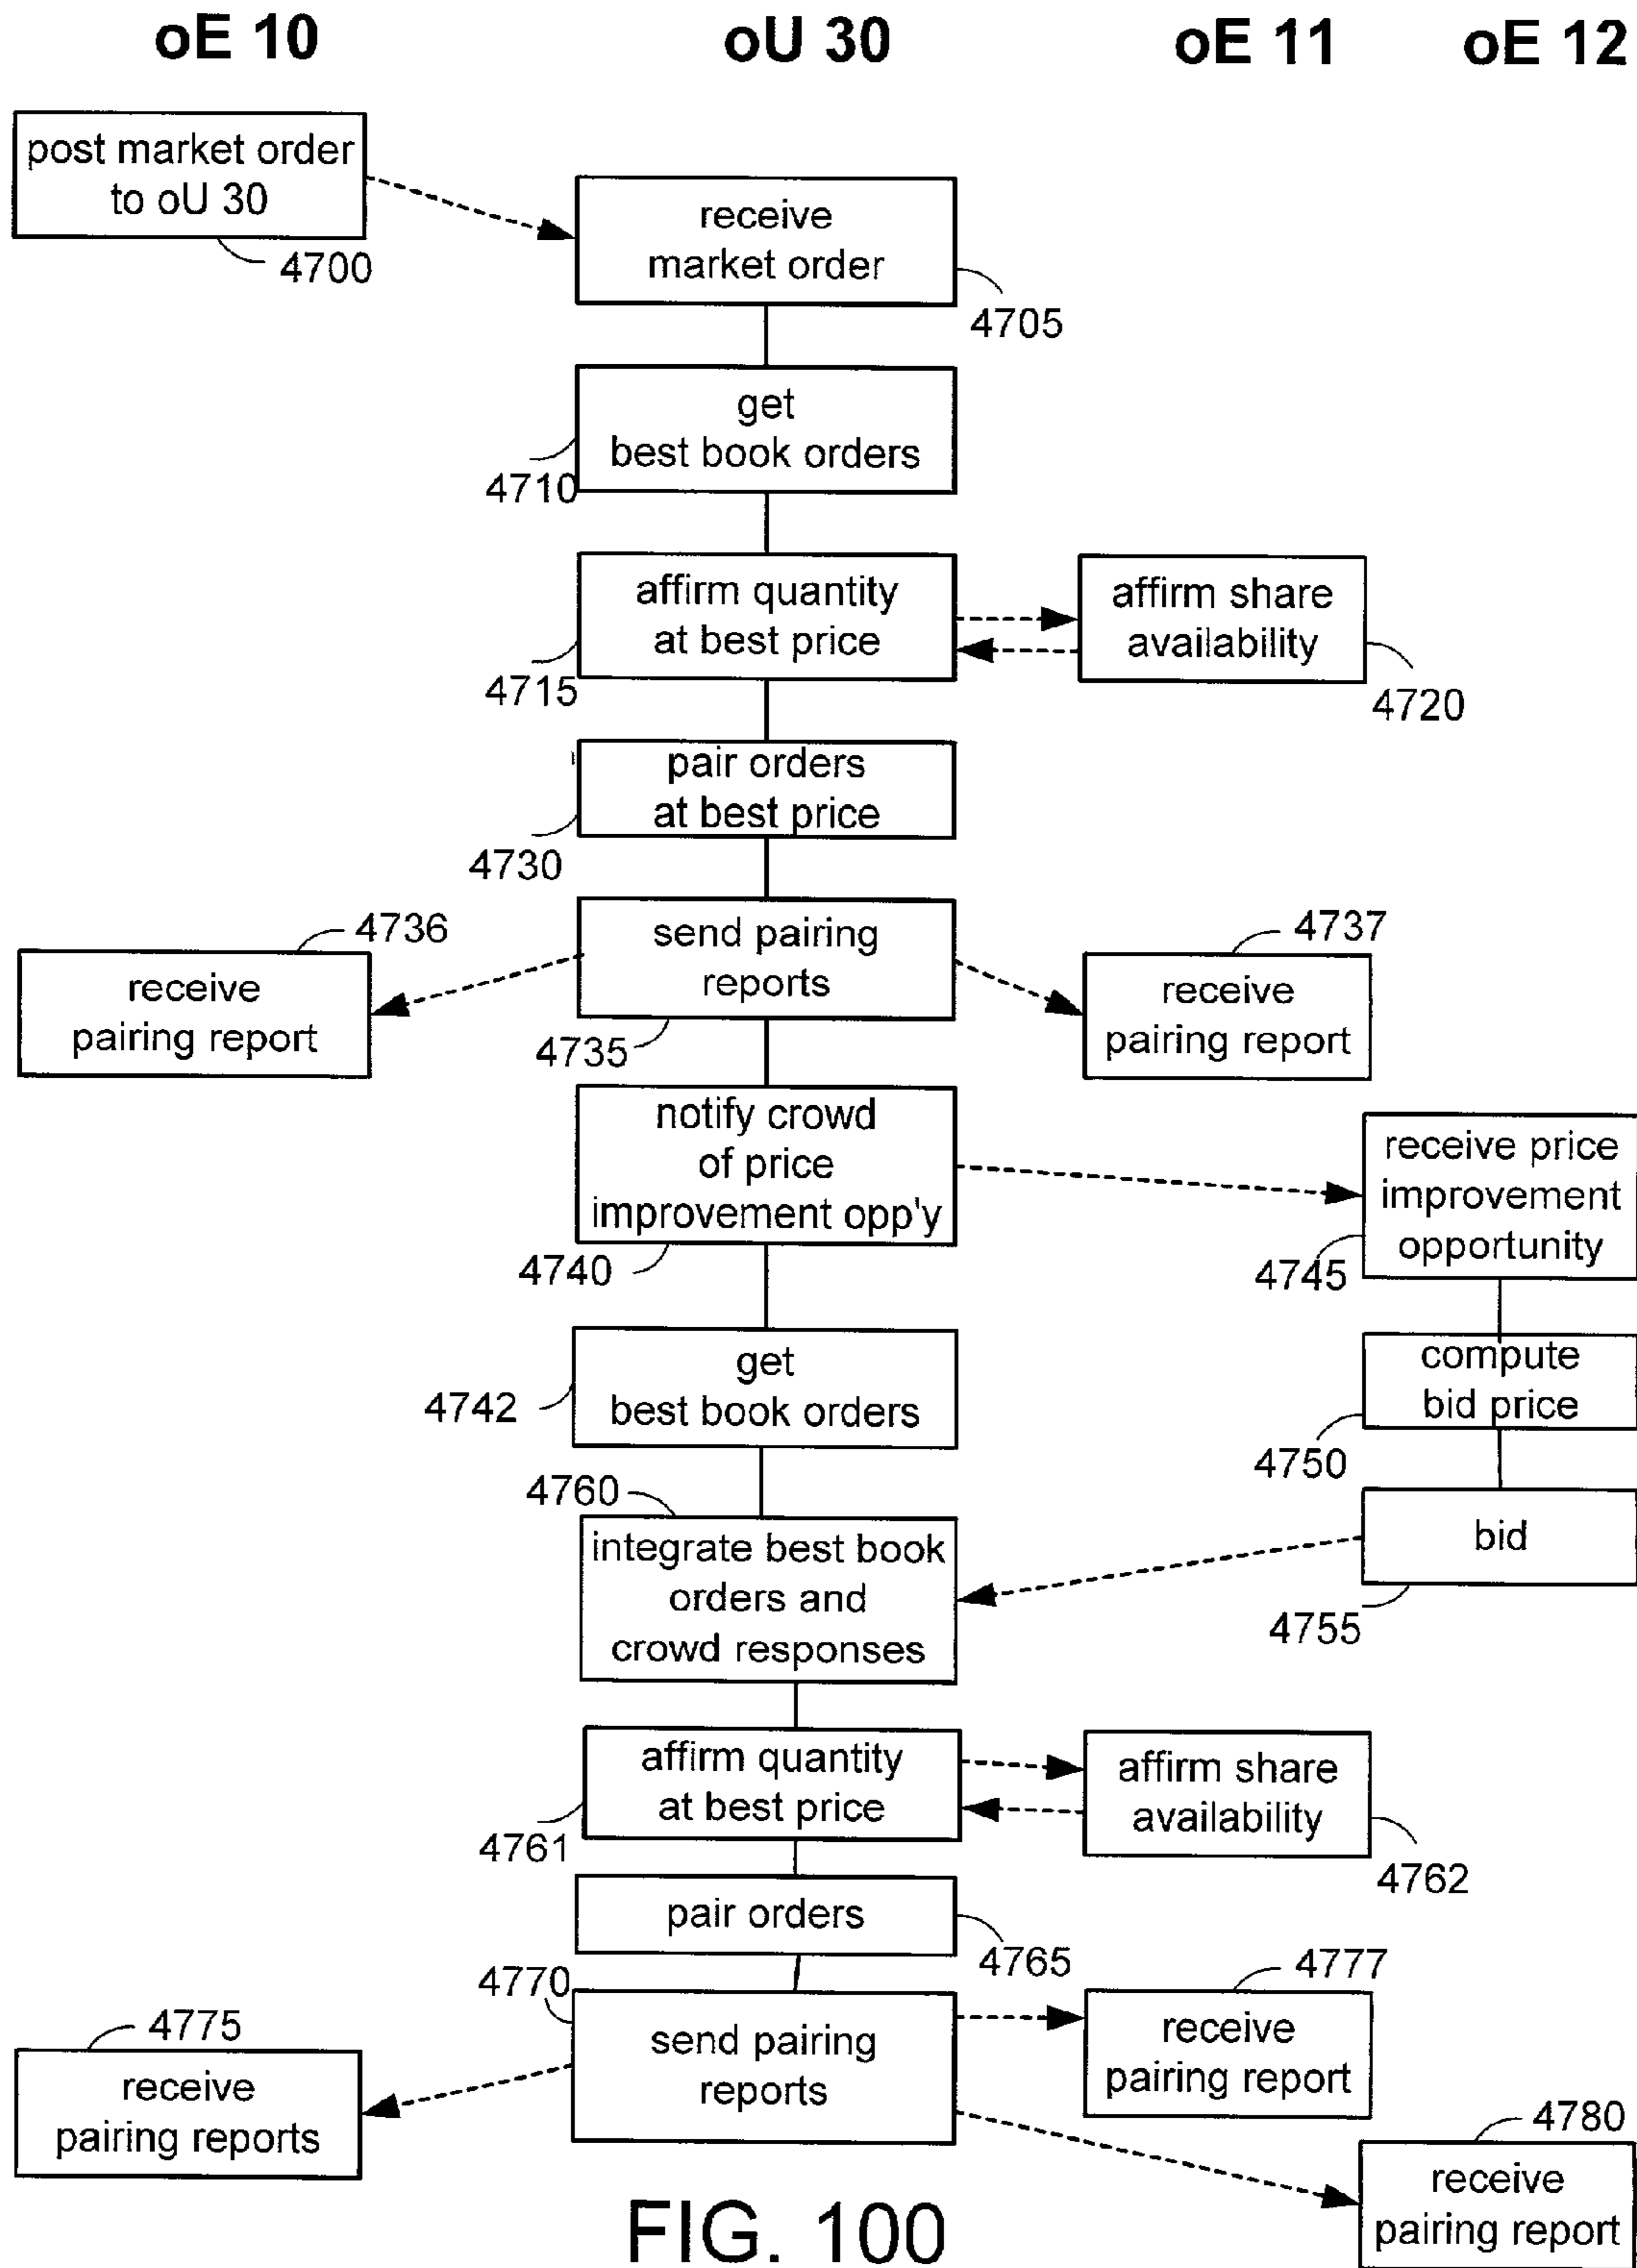 oE 10 oU 30 oE 11 oE 12
post market order
to oU 30
4700
receive
market order
4705
get
best book orders
4710
affirm quantity
at best price
4715
affirm share
availability
4720
pair orders
at best price
4730
send pairing
reports
4735
4736
receive
pairing report
4737
receive
pairing report
notify crowd
of price
improvement opp'y
4740
receive price
improvement
opportunity
4745
get
best book orders
4742
compute
bid price
4750
bid
4755
4760
integrate best book
orders and
crowd responses
affirm quantity
at best price
4761
affirm share
availability
4762
pair orders
4765
4770
send pairing
reports
4775
receive
pairing reports
4777
receive
pairing report
4780
receive
pairing report
FIG. 100